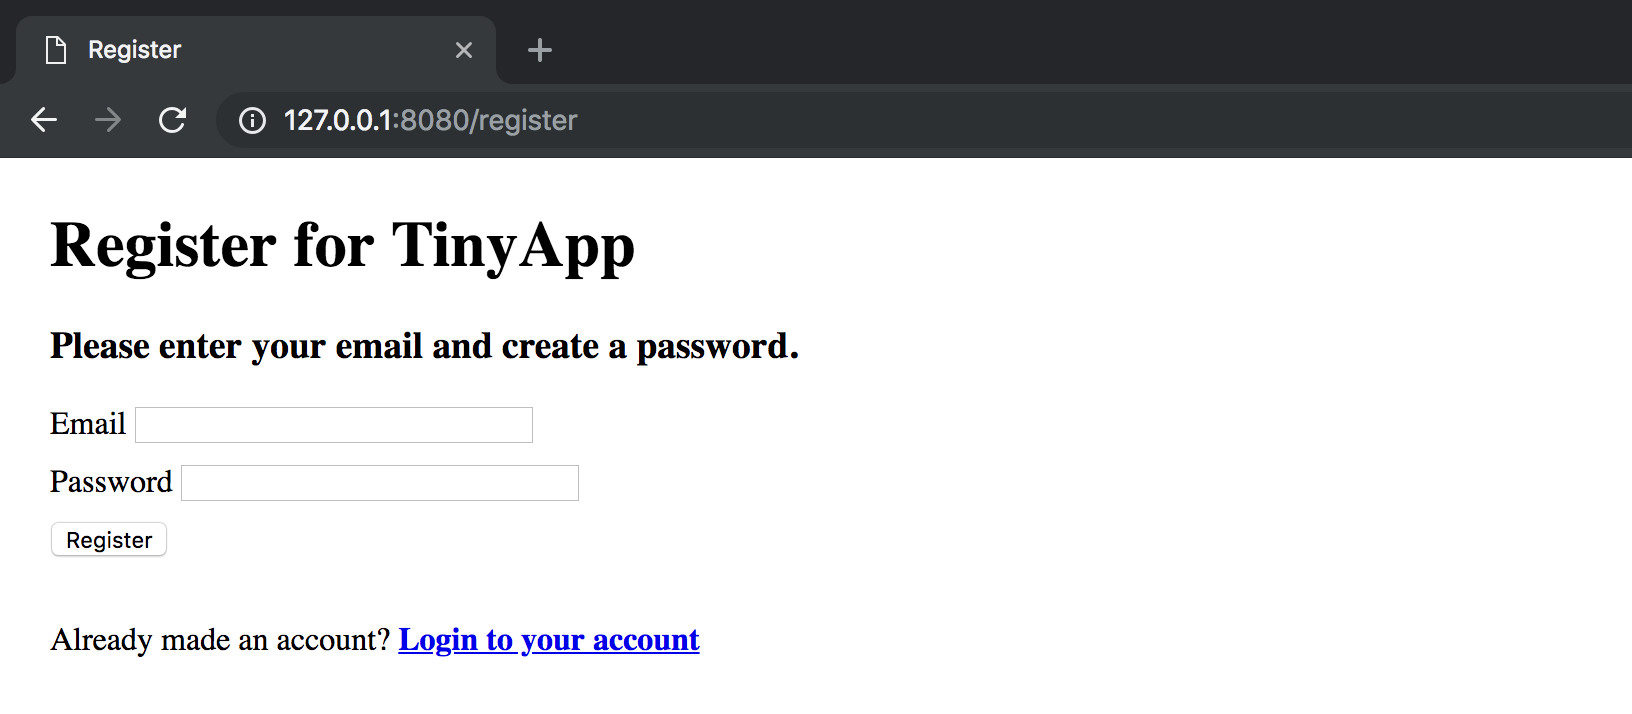 Register
127.0.0.1:8080/register
Register for TinyApp
Please enter your email and create a password.
Email
Password
Register
Already made an account? Login to your account